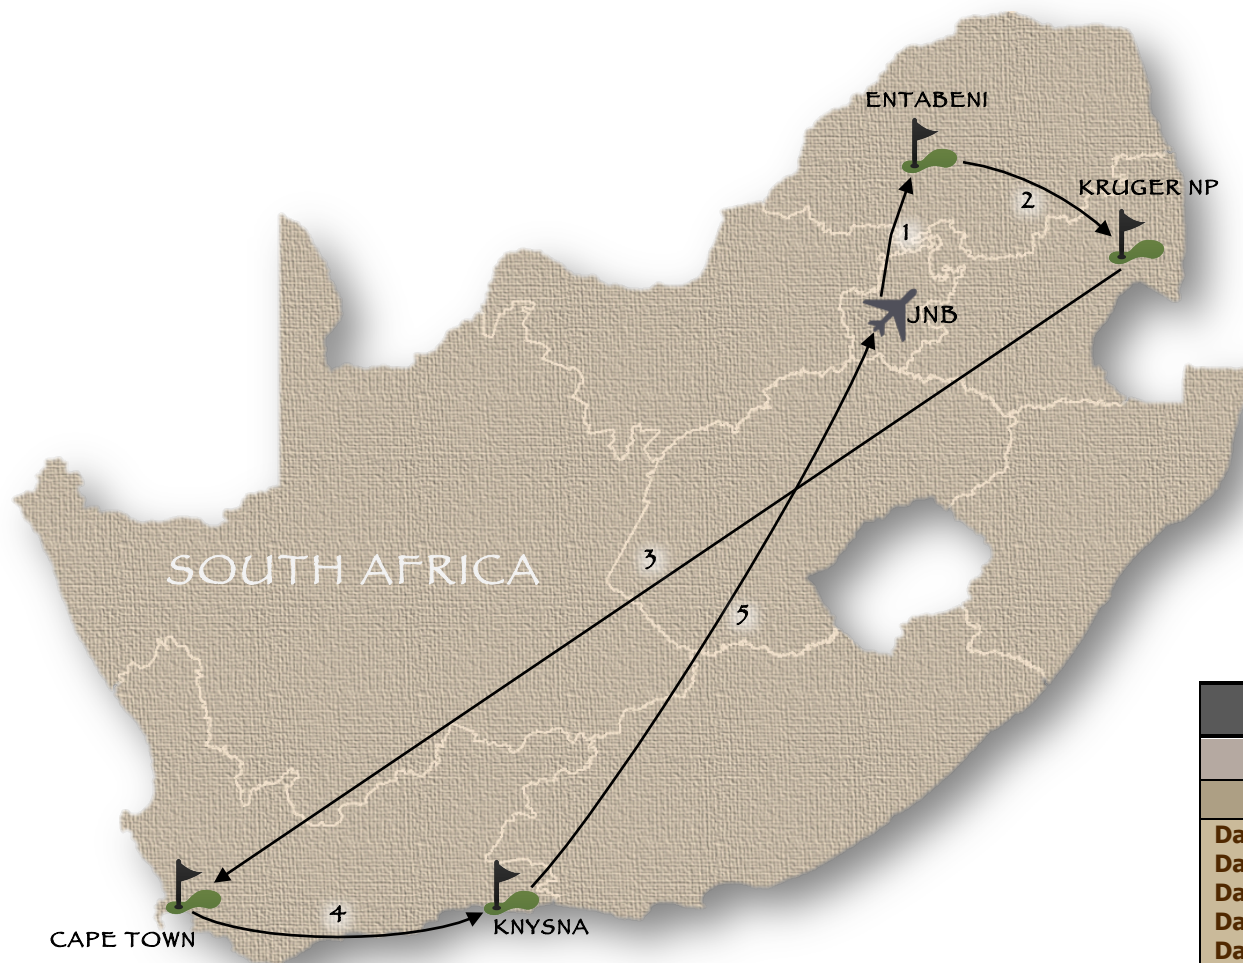 ENTABENI
KRUGER NP
2
1
JNB
SOUTH AFRICA
3
5
4
CAPE TOWN
KNYSNA
Da
Da
Da
Da
Da